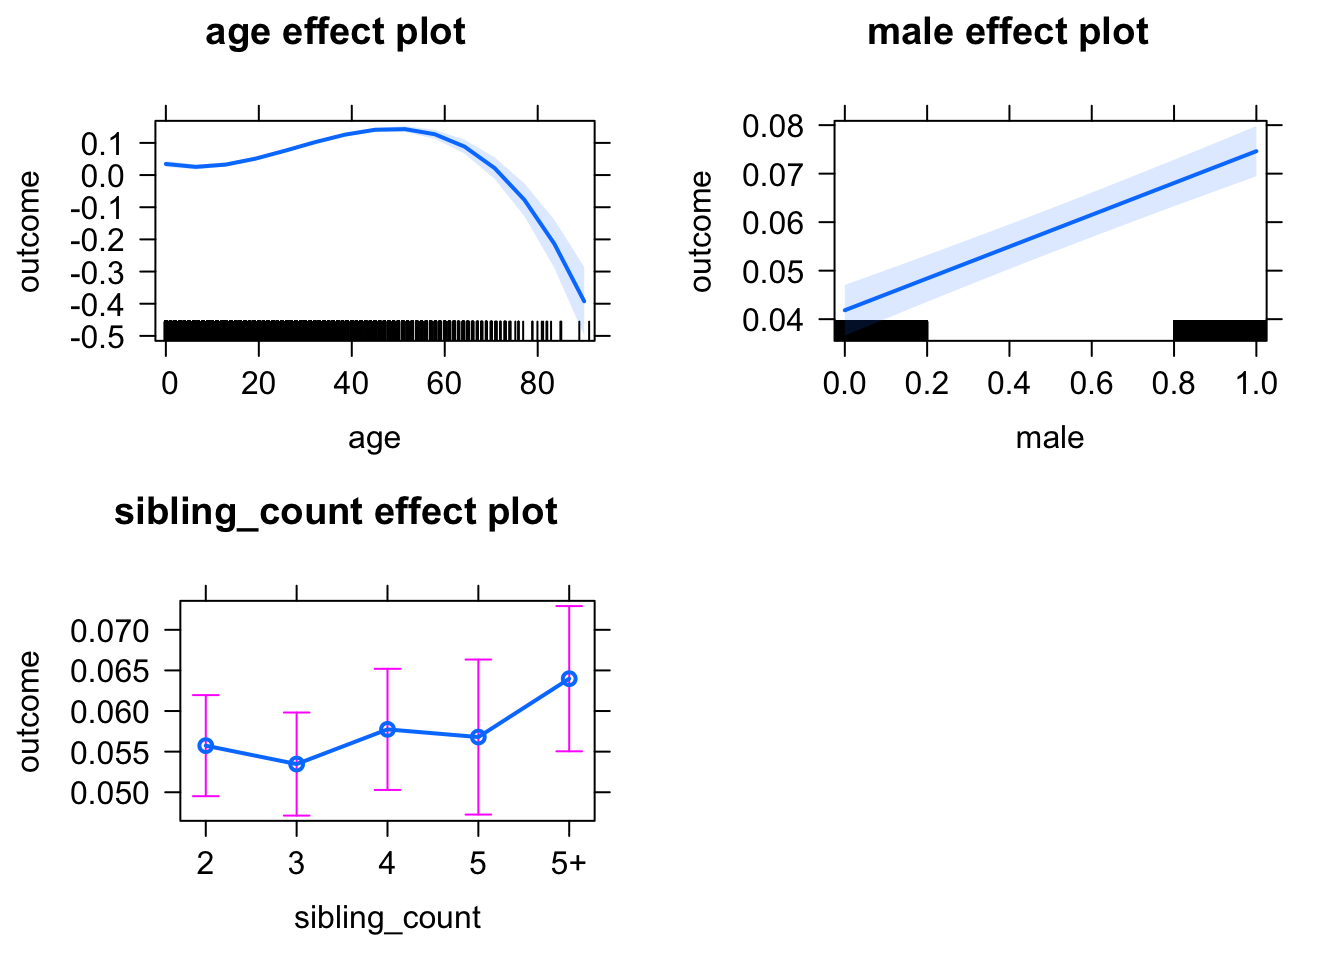 age effect plot
outcome
0.1
0.0
-0.1
-0.2
-0.3
-0.4
-0.5
0 20 40 60 80
age
male effect plot
outcome
0.08
0.07
0.06
0.05
0.04
0.0 0.2 0.4 0.6 0.8 1.0
male
sibling_count effect plot
outcome
0.070
0.065
0.060
0.055
0.050
2 3 4 5 5+
sibling_count